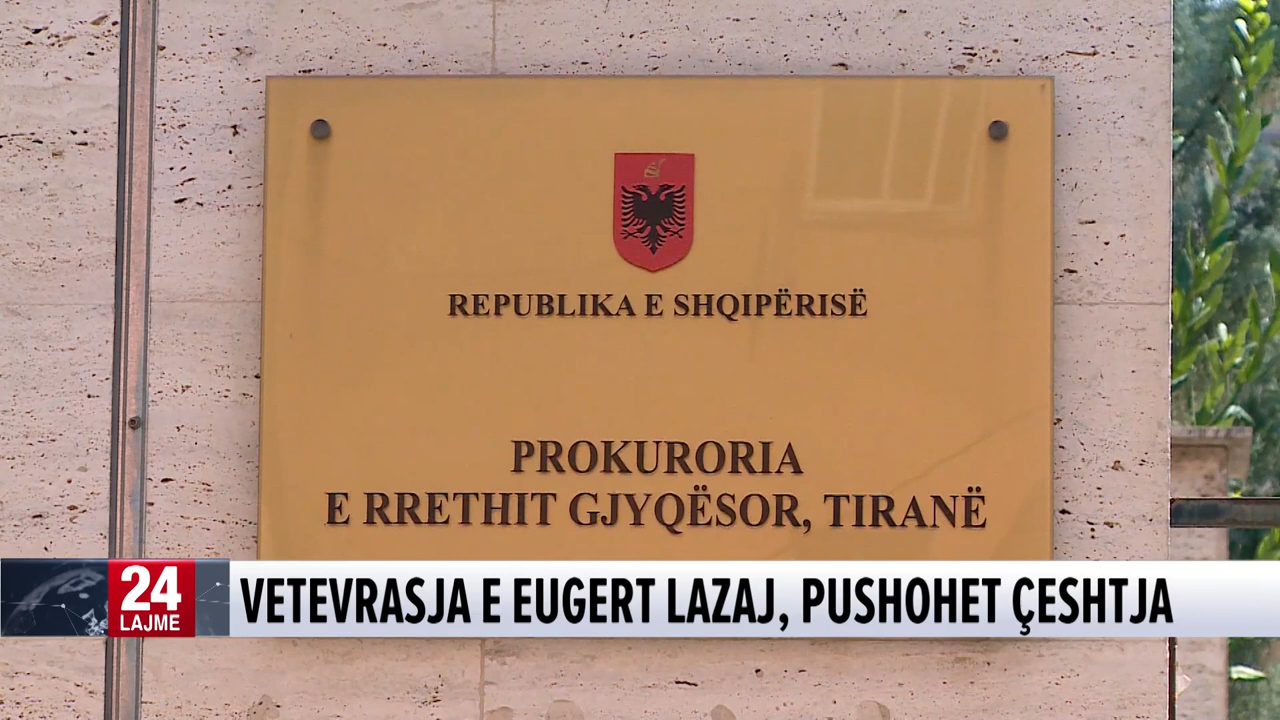 REPUBLIKA E SHQIPËRISË
PROKURORIA
E RRETHIT GJYQËSOR, TIRANË
24
LAJME
VETEVRASJA E EUGERT LAZAJ, PUSHOHET ÇESHTJA